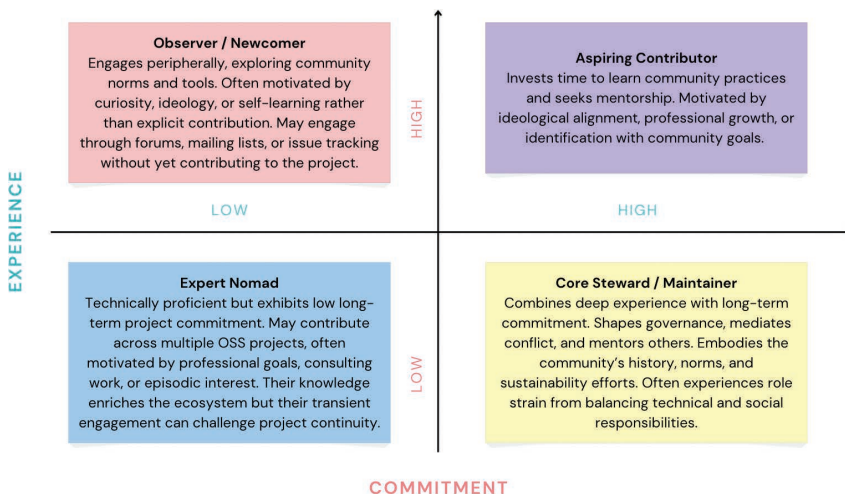 Observer / Newcomer
Engages peripherally, exploring community
norms and tools. Often motivated by
curiosity, ideology, or self-learning rather
than explicit contribution. May engage
through forums, mailing lists, or issue tracking
without yet contributing to the project.
HIGH
Aspiring Contributor
Invests time to learn community practices
and seeks mentorship. Motivated by
ideological alignment, professional growth, or
identification with community goals.
LOW
HIGH
EXPERIENCE
Expert Nomad
Technically proficient but exhibits low long-
term project commitment. May contribute
across multiple OSS projects, often
motivated by professional goals, consulting
work, or episodic interest. Their knowledge
enriches the ecosystem but their transient
engagement can challenge project continuity.
LOW
Core Steward / Maintainer
Combines deep experience with long-term
commitment. Shapes governance, mediates
conflict, and mentors others. Embodies the
community's history, norms, and
sustainability efforts. Often experiences role
strain from balancing technical and social
responsibilities.
COMMITMENT